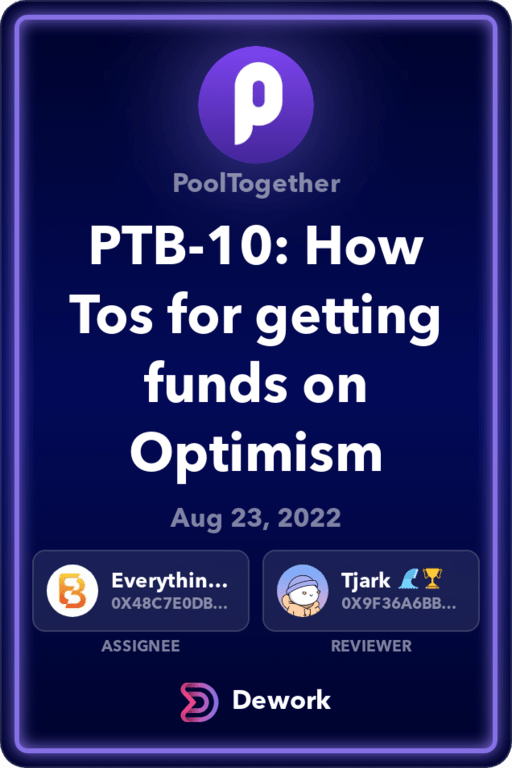 PoolTogether
PTB-10: How
Tos for getting
funds on
Optimism
Aug 23, 2022
Everythin...
0X48C7E0DB...
ASSIGNEE
Tjark 🌊🏆
0X9F36A6BB...
REVIEWER
Dework